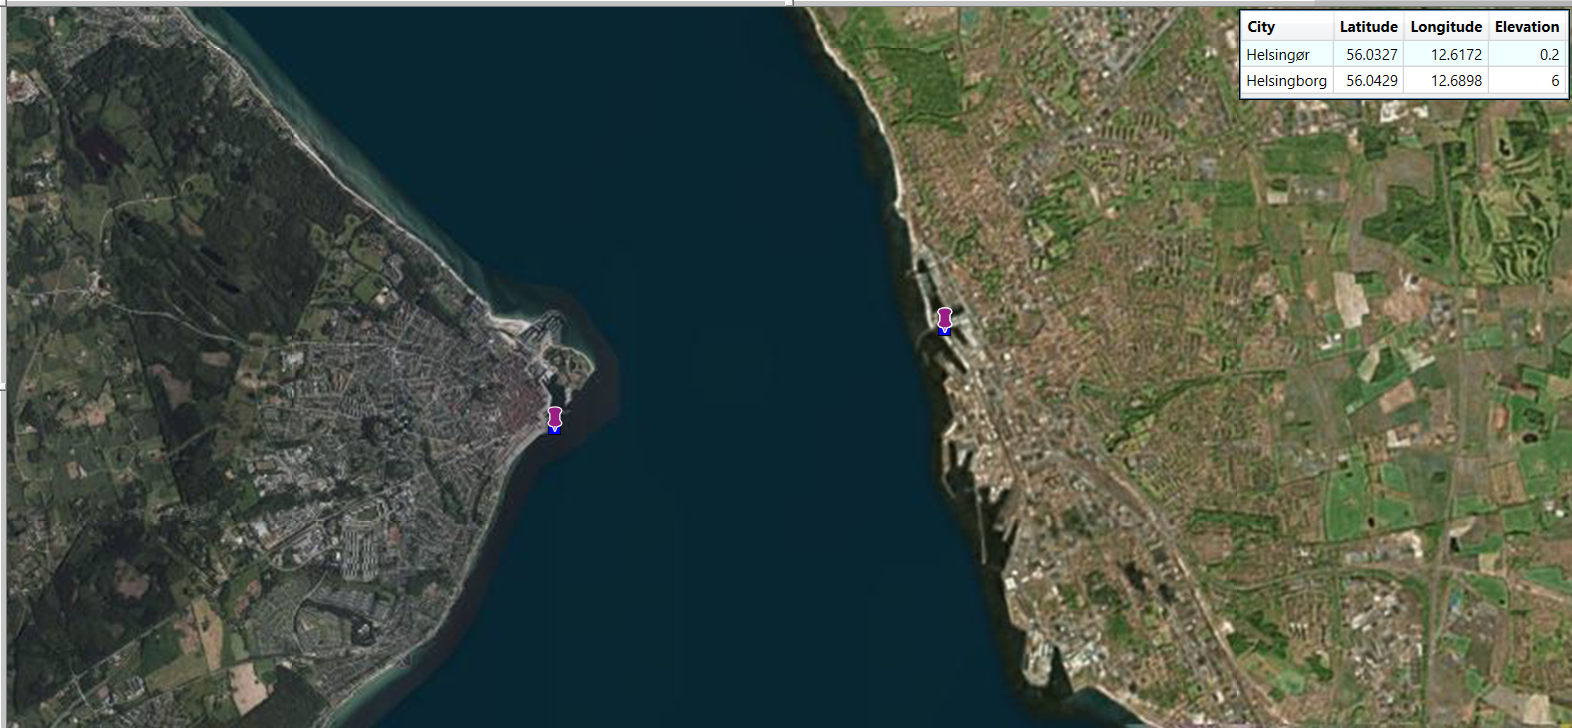 City Latitude Longitude Elevation
Helsingør 56.0327 12.6172 0.2
Helsingborg 56.0429 12.6898 6